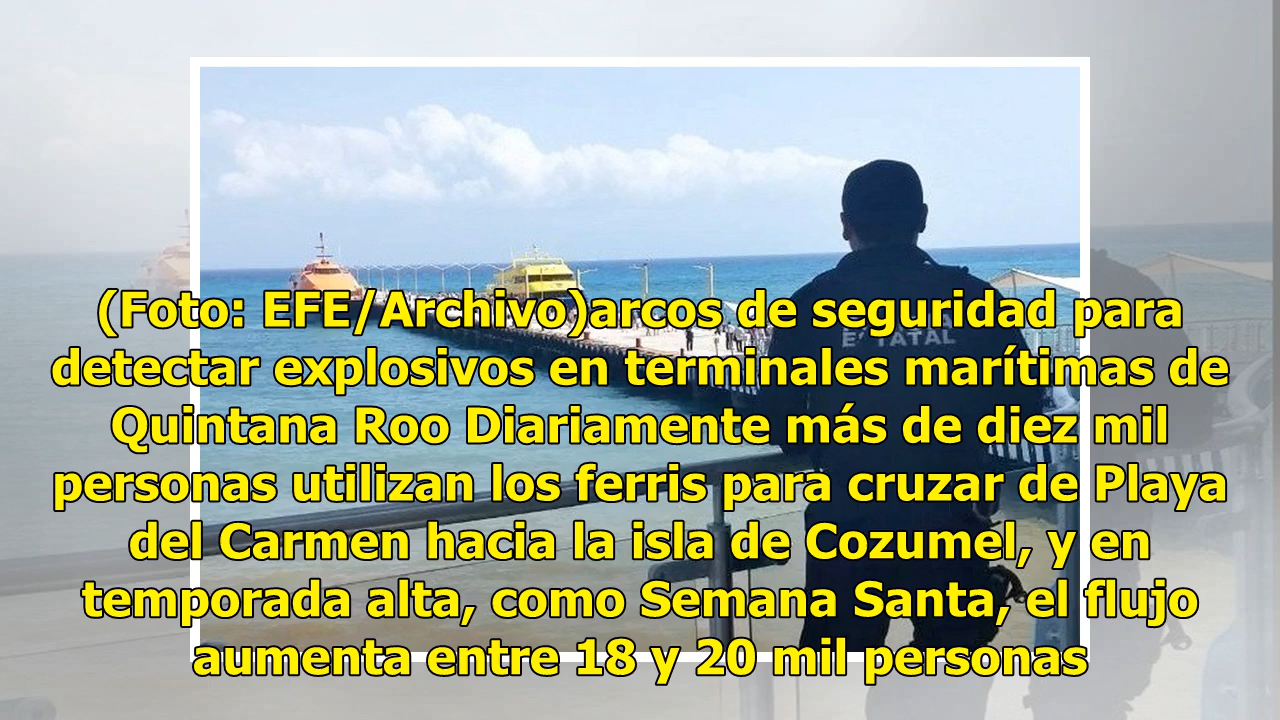 (Foto: EFE/Archivo)arcos de seguridad para
detectar explosivos en terminales marítimas de
Quintana Roo Diariamente más de diez mil
personas utilizan los ferris para cruzar de Playa
del Carmen hacia la isla de Cozumel, y en
temporada alta, como Semana Santa, el flujo
aumenta entre 18 y 20 mil personas